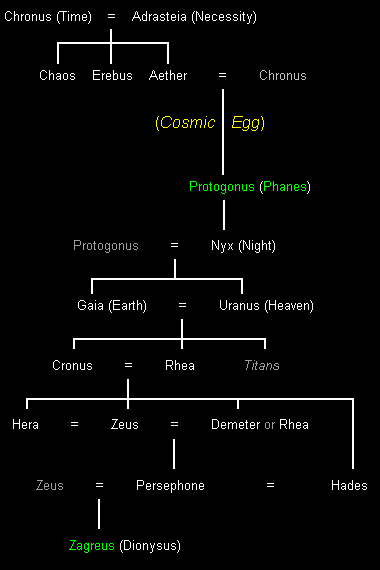 Chronus (Time) = Adrasteia (Necessity)
Chaos Erebus Aether = Chronus
(Cosmic Egg)
Protogonus (Phanes)
Protogonus = Nyx (Night)
Gaia (Earth) = Uranus (Heaven)
Cronus = Rhea Titans
Hera = Zeus = Demeter or Rhea
Zeus = Persephone = Hades
Zagreus (Dionysus)